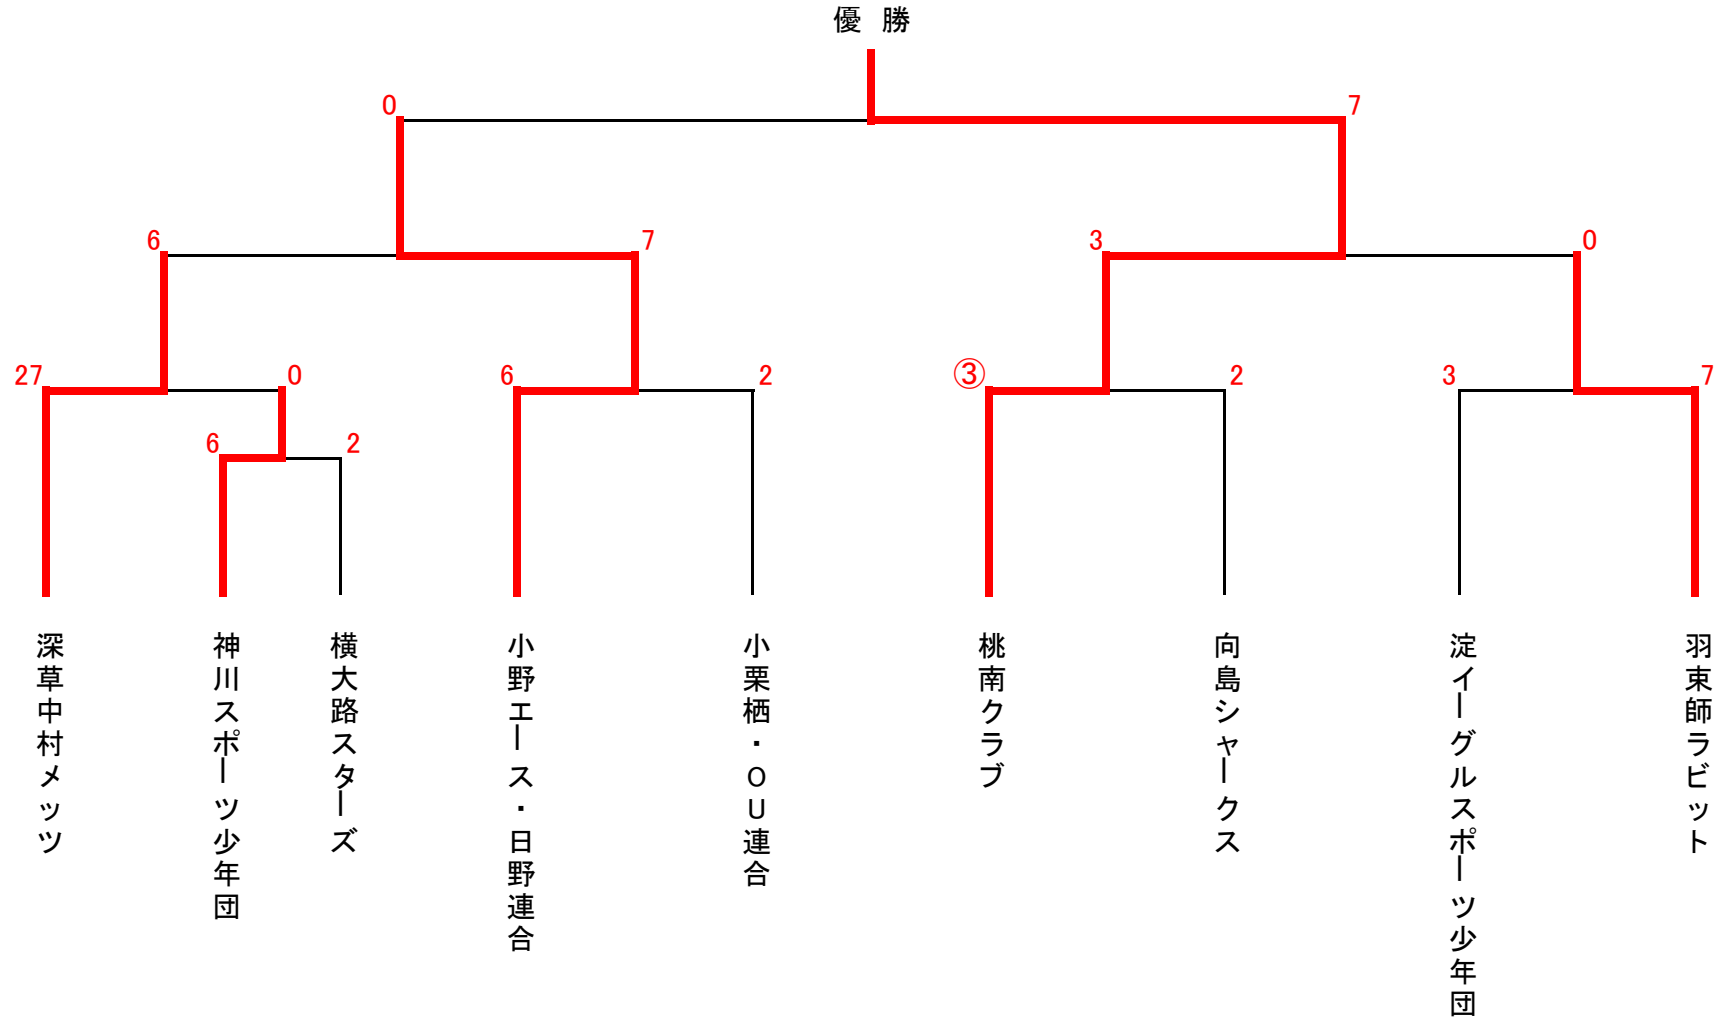 優 勝
0
7
6
7
3
0
27
0
6
2
③
2
3
7
6
2
深草中村メッツ
神川スポーツ少年団
横大路スターズ
小野エース・日野連合
小栗栖・OU連合
桃南クラブ
向島シャークス
淀イーグルスポーツ少年団
羽束師ラビット